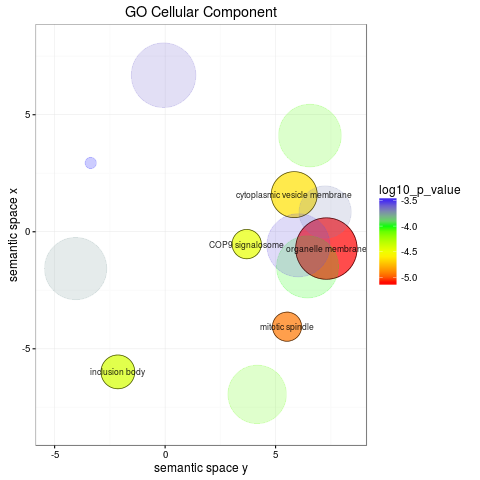 GO Cellular Component
semantic space x
5
0
-5
cytoplasmic vesicle membrane
COP9 signalosome
organelle membrane
mitotic spindle
inclusion body
-5
0
5
semantic space y
log10_p_value
-3.5
-4.0
-4.5
-5.0